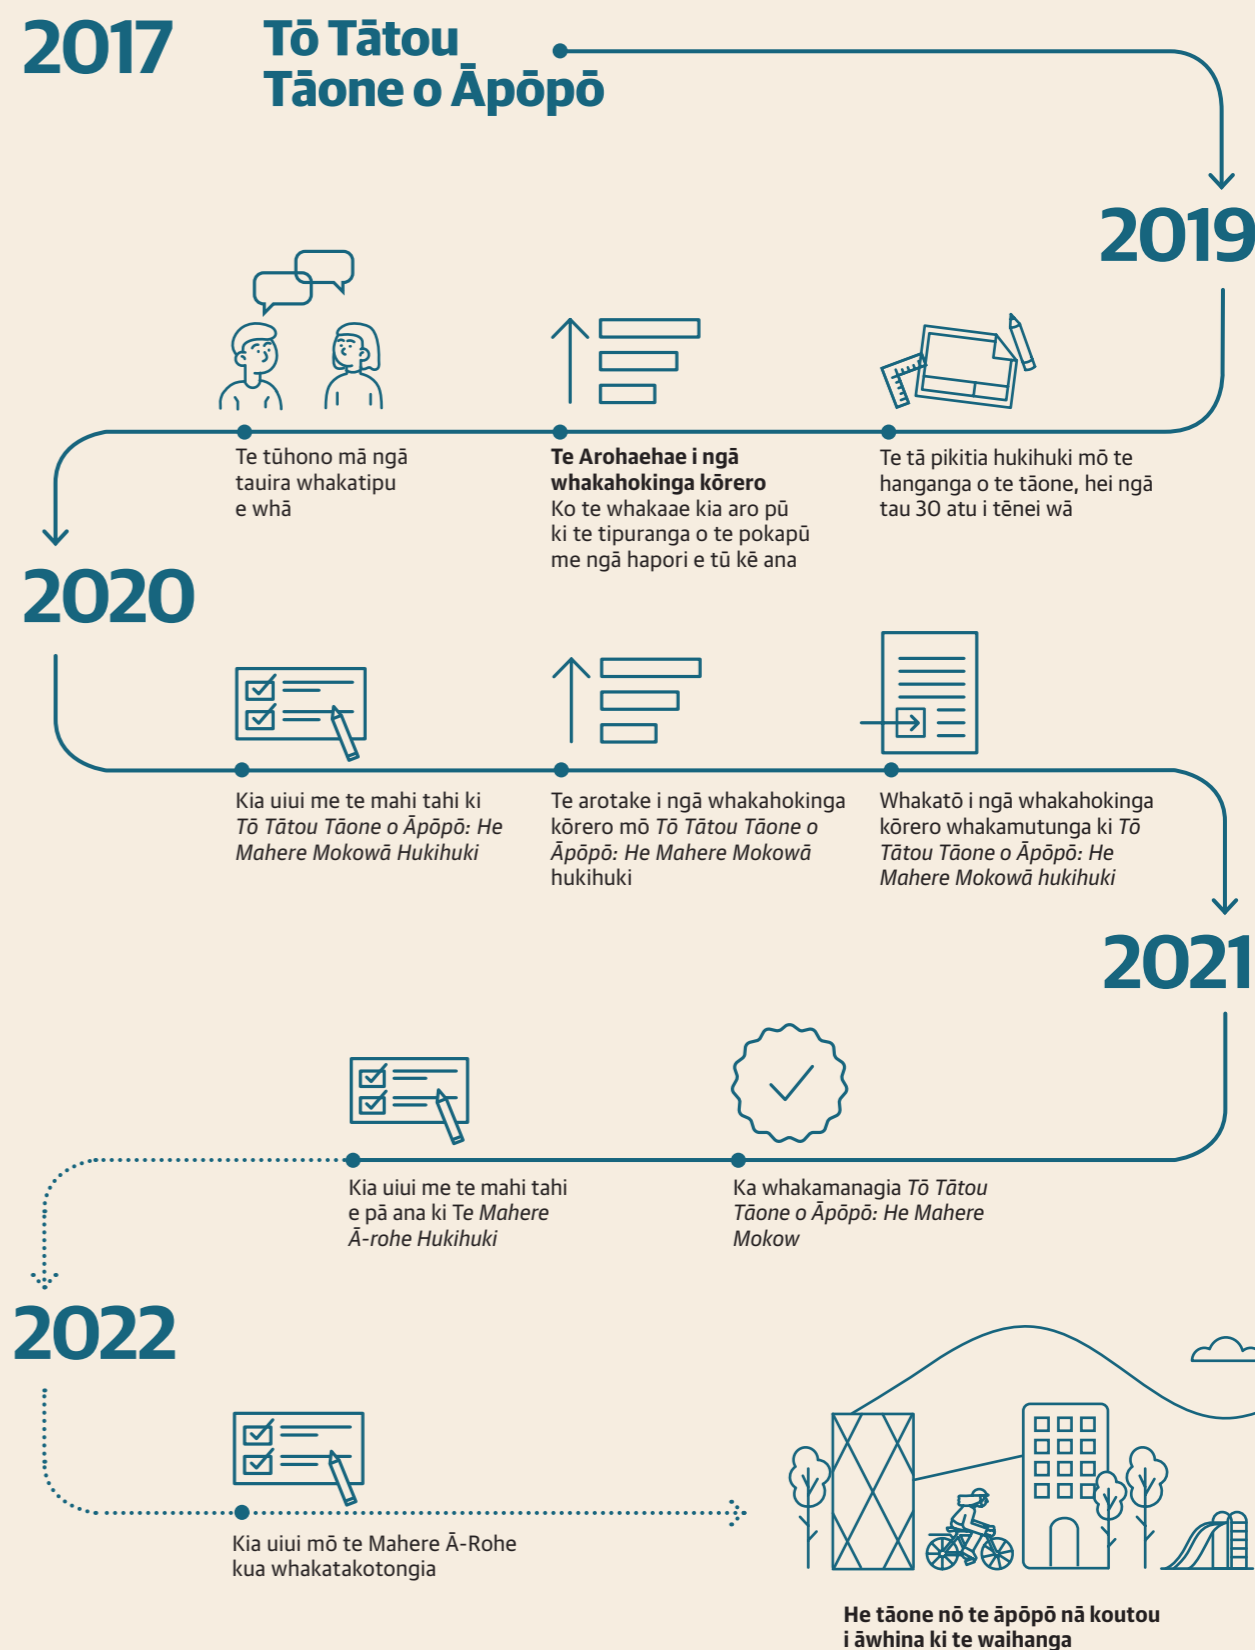 2017
Tō Tātou
Tāone o Āpōpō
2019
Te tūhono mā ngā
tauira whakatipu
e whā
Te Arohaehae i ngā
whakahokinga kōrero
Ko te whakaae kia aro pū
ki te tipuranga o te pokapū
me ngā hapori e tū kē ana
Te tā pikitia hukihuki mō te
hanganga o te tāone, hei ngā
tau 30 atu i tēnei wā
2020
Kia uiui me te mahi tahi ki
Tō Tātou Tāone o Āpōpō: He
Mahere Mokowā Hukihuki
Te arotake i ngā whakahokinga
kōrero mō Tō Tātou Tāone o
Āpōpō: He Mahere Mokowā
hukihuki
Whakatō i ngā whakahokinga
kōrero whakamutunga ki Tō
Tātou Tāone o Āpōpō: He
Mahere Mokowā hukihuki
2021
Kia uiui me te mahi tahi
e pā ana ki Te Mahere
Ā-rohe Hukihuki
Ka whakamanagia Tō Tātou
Tāone o Āpōpō: He Mahere
Mokow
2022
Kia uiui mō te Mahere Ā-Rohe
kua whakatakotongia
He tāone nō te āpōpō nā koutou
i āwhina ki te waihanga